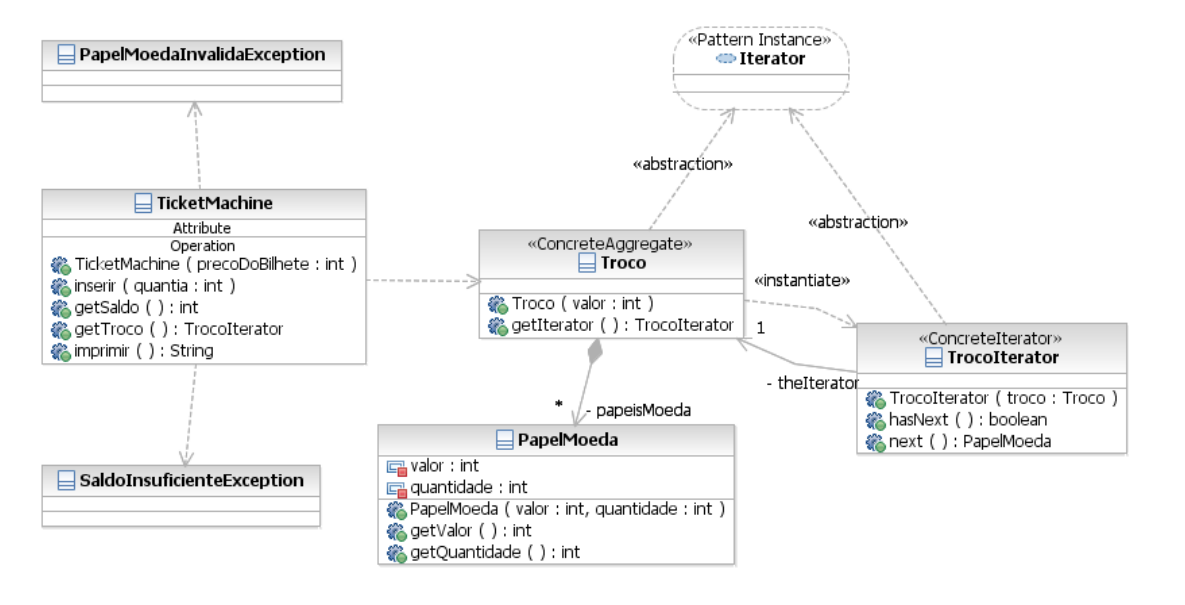 PapelMoedaInvalidaException
«Pattern Instance»
Iterator
«abstraction»
«abstraction»
TicketMachine
Attribute
Operation
TicketMachine ( precoDoBilhete : int )
inserir ( quantia : int )
getSaldo ( ) : int
getTroco ( ) : TrocoIterator
imprimir ( ) : String
«ConcreteAggregate»
Troco
Troco ( valor : int )
getIterator ( ) : TrocoIterator
«instantiate»
1
- theIterator
«ConcreteIterator»
TrocoIterator
TrocoIterator ( troco : Troco )
hasNext ( ) : boolean
next ( ) : PapelMoeda
*
- papeisMoeda
PapelMoeda
valor : int
quantidade : int
PapelMoeda ( valor : int, quantidade : int )
getValor ( ) : int
getQuantidade ( ) : int
SaldoInsuficienteException